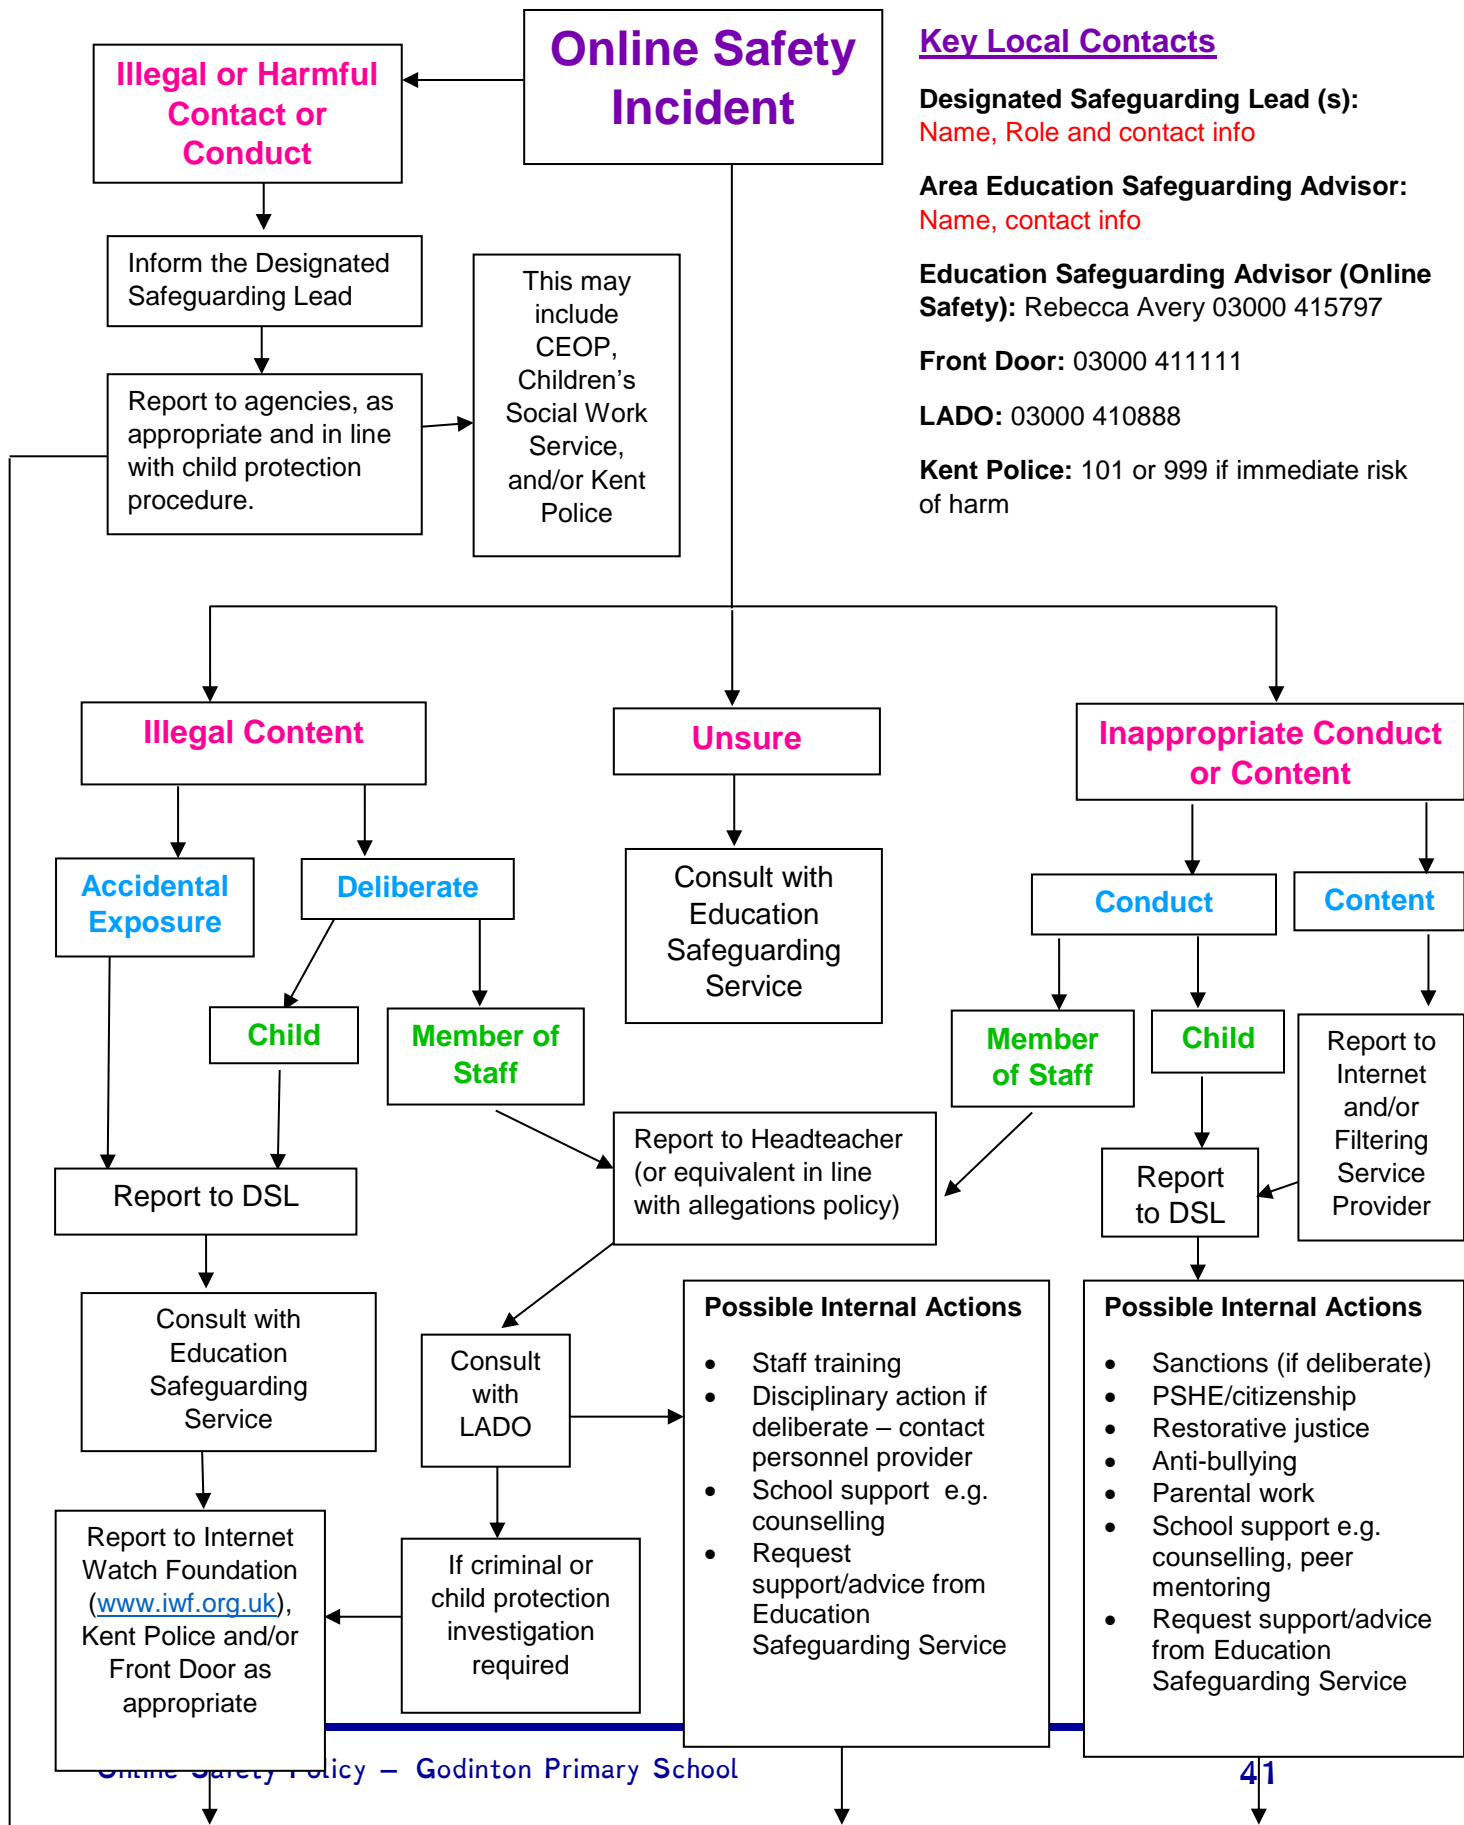 Online Safety
Incident
Key Local Contacts
Designated Safeguarding Lead (s):
Name, Role and contact info
Area Education Safeguarding Advisor:
Name, contact info
Education Safeguarding Advisor (Online
Safety): Rebecca Avery 03000 415797
Front Door: 03000 411111
LADO: 03000 410888
Kent Police: 101 or 999 if immediate risk
of harm
Illegal or Harmful
Contact or
Conduct
Inform the Designated
Safeguarding Lead
Report to agencies, as
appropriate and in line
with child protection
procedure.
This may
include
CEOP,
Children’s
Social Work
Service,
and/or Kent
Police
Illegal Content
Unsure
Inappropriate Conduct
or Content
Accidental
Exposure
Deliberate
Consult with
Education
Safeguarding
Service
Conduct
Content
Child
Member of
Staff
Member
of Staff
Child
Report to
Internet
and/or
Filtering
Service
Provider
Report to DSL
Report to Headteacher
(or equivalent in line
with allegations policy)
Report
to DSL
Consult with
Education
Safeguarding
Service
Consult
with
LADO
Possible Internal Actions
• Staff training
• Disciplinary action if
deliberate – contact
personnel provider
• School support e.g.
counselling
• Request
support/advice from
Education
Safeguarding Service
Possible Internal Actions
• Sanctions (if deliberate)
• PSHE/citizenship
• Restorative justice
• Anti-bullying
• Parental work
• School support e.g.
counselling, peer
mentoring
• Request support/advice
from Education
Safeguarding Service
Report to Internet
Watch Foundation
(www.iwf.org.uk),
Kent Police and/or
Front Door as
appropriate
If criminal or
child protection
investigation
required
Online Safety Policy – Godinton Primary School
41